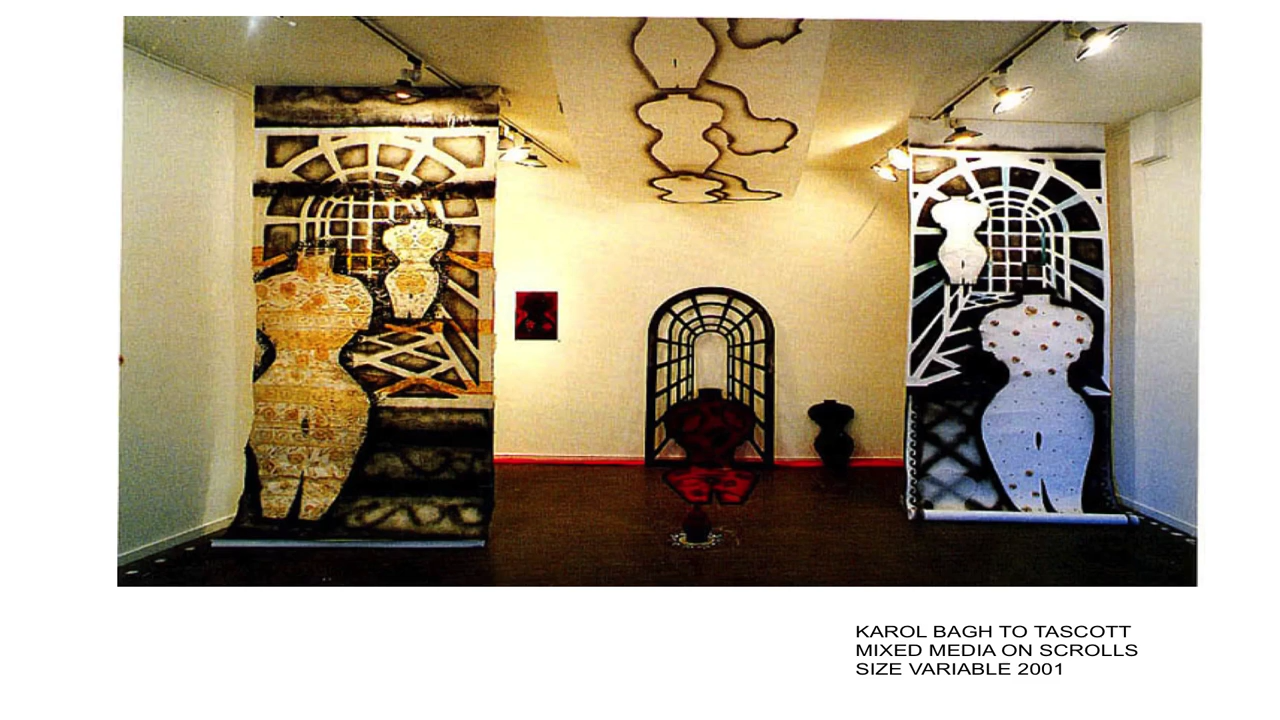 KAROL BAGH TO TASCOTT
MIXED MEDIA ON SCROLLS
SIZE VARIABLE 2001